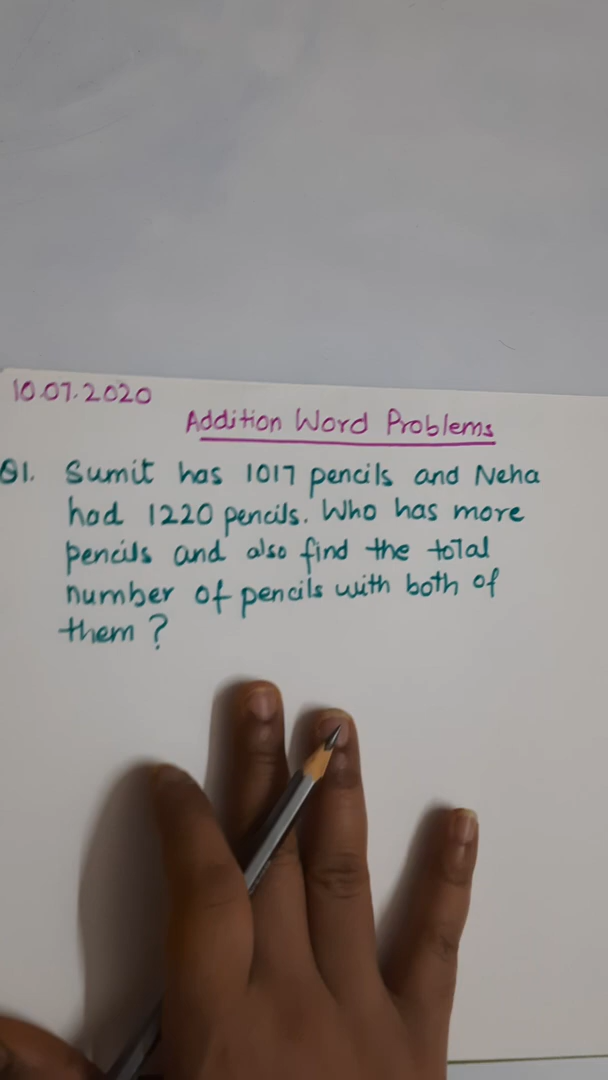 10.07.2020
Addition Word Problems
Q1. Sumit has 1017 pencils and Neha
had 1220 pencils. Who has more
pencils and also find the total
number of pencils with both of
them ?